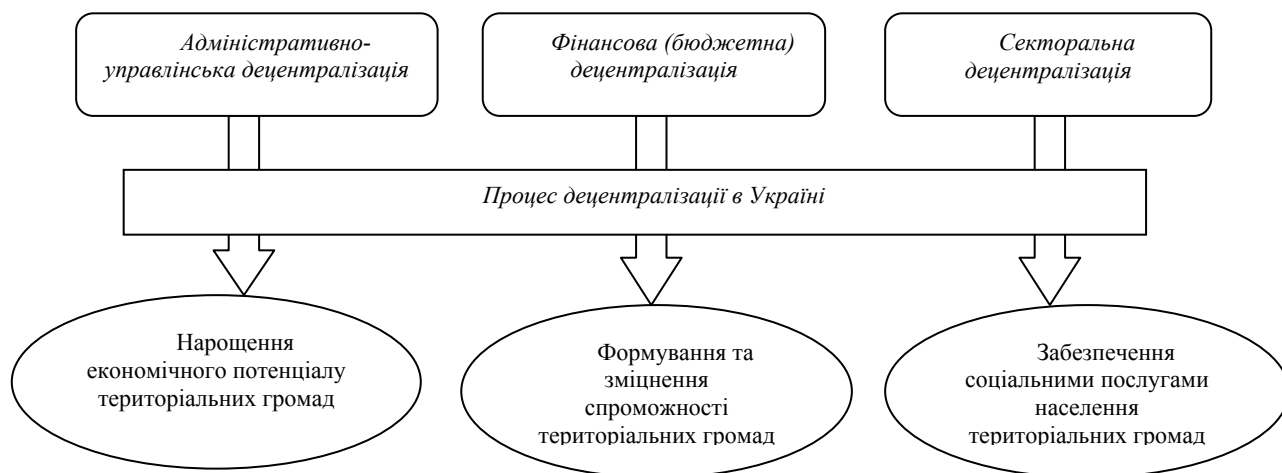 Адміністративно-
управлінська децентралізація
Фінансова (бюджетна)
децентралізація
Секторальна
децентралізація
Процес децентралізації в Україні
Нарощення
економічного потенціалу
територіальних громад
Формування та
зміцнення
спроможності
територіальних громад
Забезпечення
соціальними послугами
населення
територіальних громад